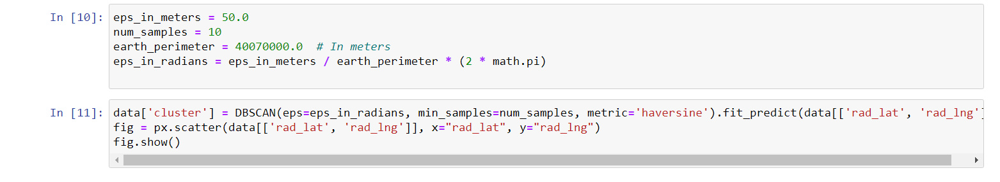 In [10]: eps_in_meters = 50.0
num_samples = 10
earth_perimeter = 40070000.0  # In meters
eps_in_radians = eps_in_meters / earth_perimeter * (2 * math.pi)
In [11]: data['cluster'] = DBSCAN(eps=eps_in_radians, min_samples=num_samples, metric='haversine').fit_predict(data[['rad_lat', 'rad_lng']
fig = px.scatter(data[['rad_lat', 'rad_lng']], x="rad_lat", y="rad_lng")
fig.show()